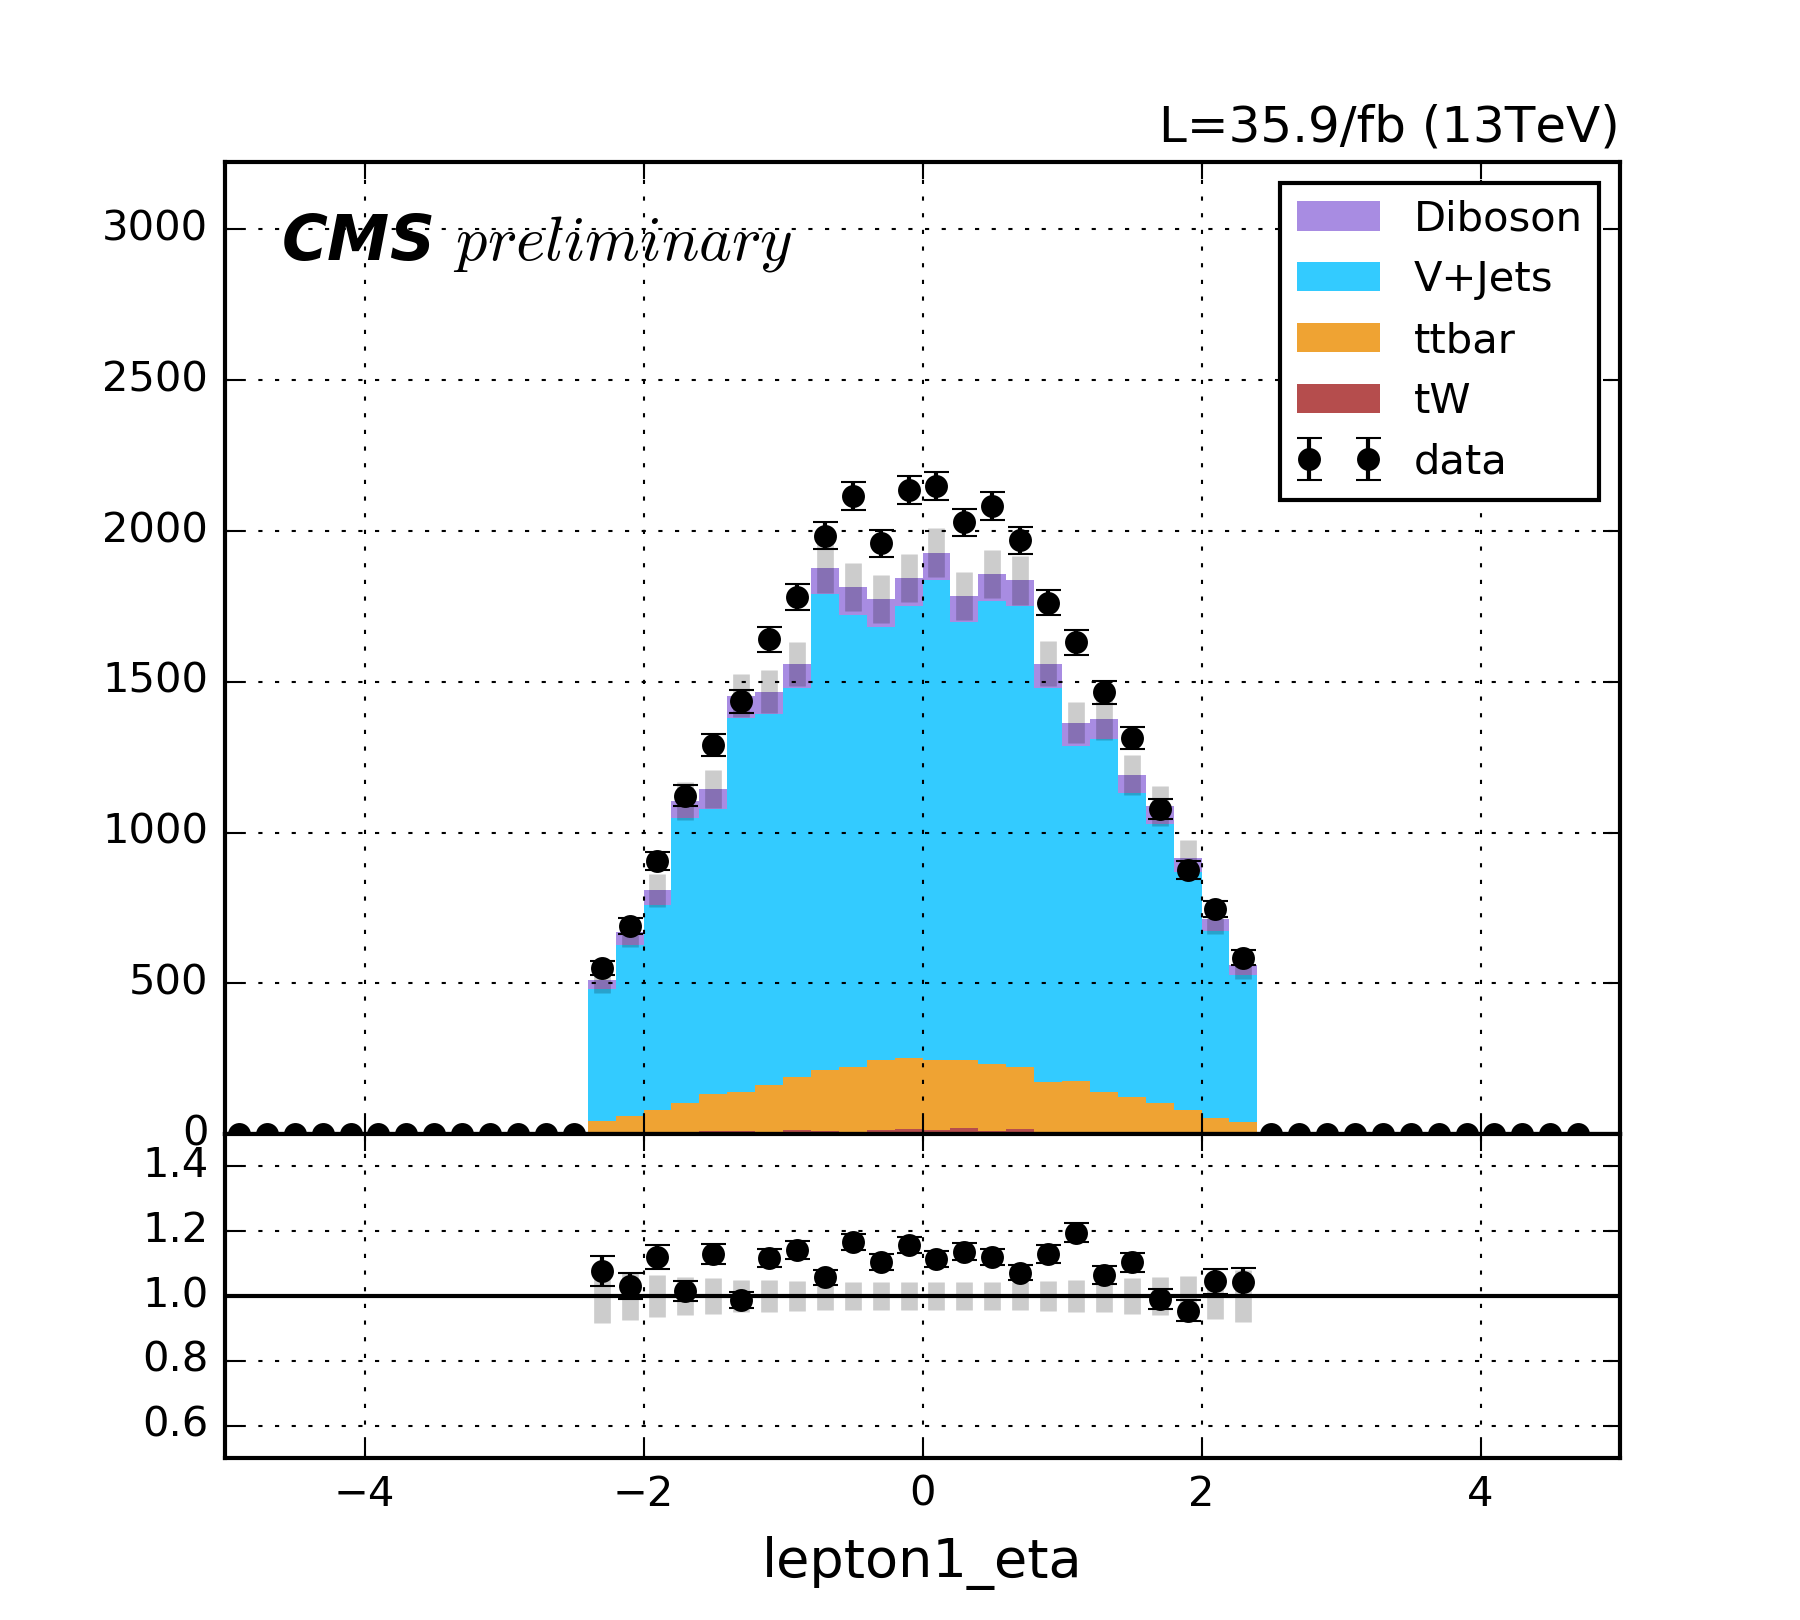 L=35.9/fb (13TeV)
CMS preliminary
Diboson
V+Jets
ttbar
tW
data
3000
2500
2000
1500
1000
500
0
1.4
1.2
1.0
0.8
0.6
−4 −2 0 2 4
lepton1_eta